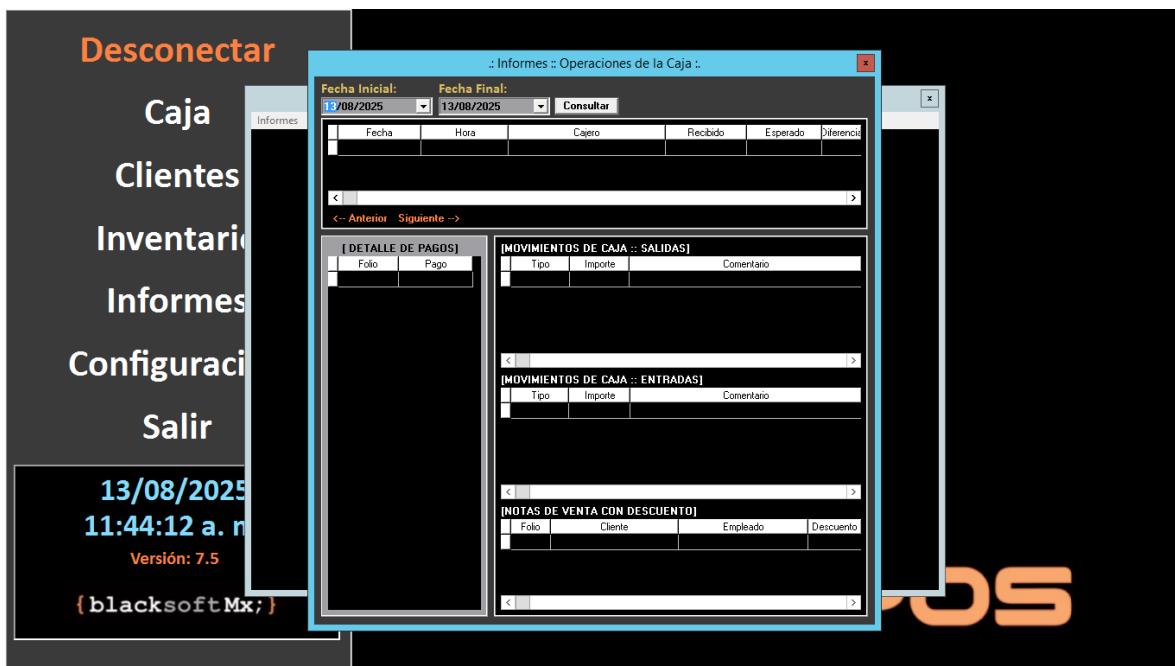 Desconectar
Caja
Clientes
Inventari
Informes
Configuraci
Salir
13/08/2025
11:44:12 a. m
Versión: 7.5
{blacksoftMx;}
Informes
x
.: Informes :: Operaciones de la Caja :.
x
Fecha Inicial: Fecha Final:
13/08/2025 13/08/2025 Consultar
Fecha Hora Cajero Recibido Esperado Diferencia
<-- Anterior Siguiente -->
[ DETALLE DE PAGOS]
Folio Pago
[MOVIMIENTOS DE CAJA :: SALIDAS]
Tipo Importe Comentario
[MOVIMIENTOS DE CAJA :: ENTRADAS]
Tipo Importe Comentario
[NOTAS DE VENTA CON DESCUENTO]
Folio Cliente Empleado Descuento
POS